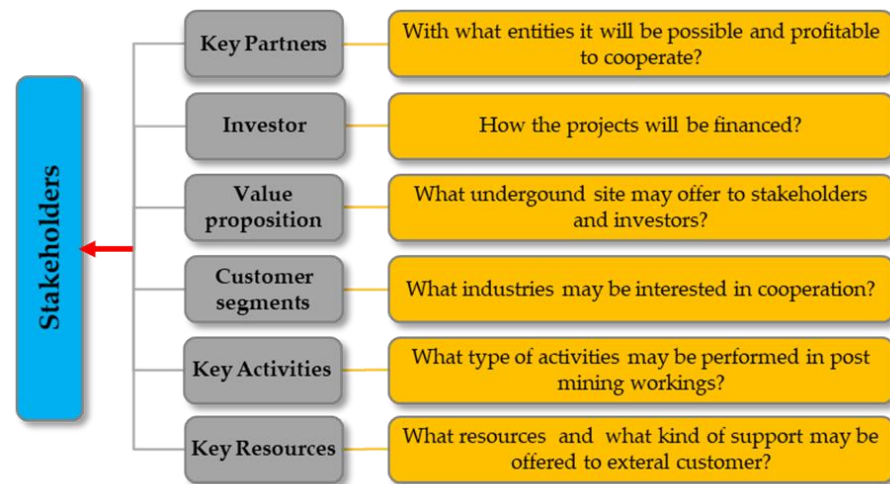 Stakeholders
Key Partners
With what entities it will be possible and profitable
to cooperate?
Investor
How the projects will be financed?
Value
proposition
What undergound site may offer to stakeholders
and investors?
Customer
segments
What industries may be interested in cooperation?
Key Activities
What type of activities may be performed in post
mining workings?
Key Resources
What resources and what kind of support may be
offered to exteral customer?